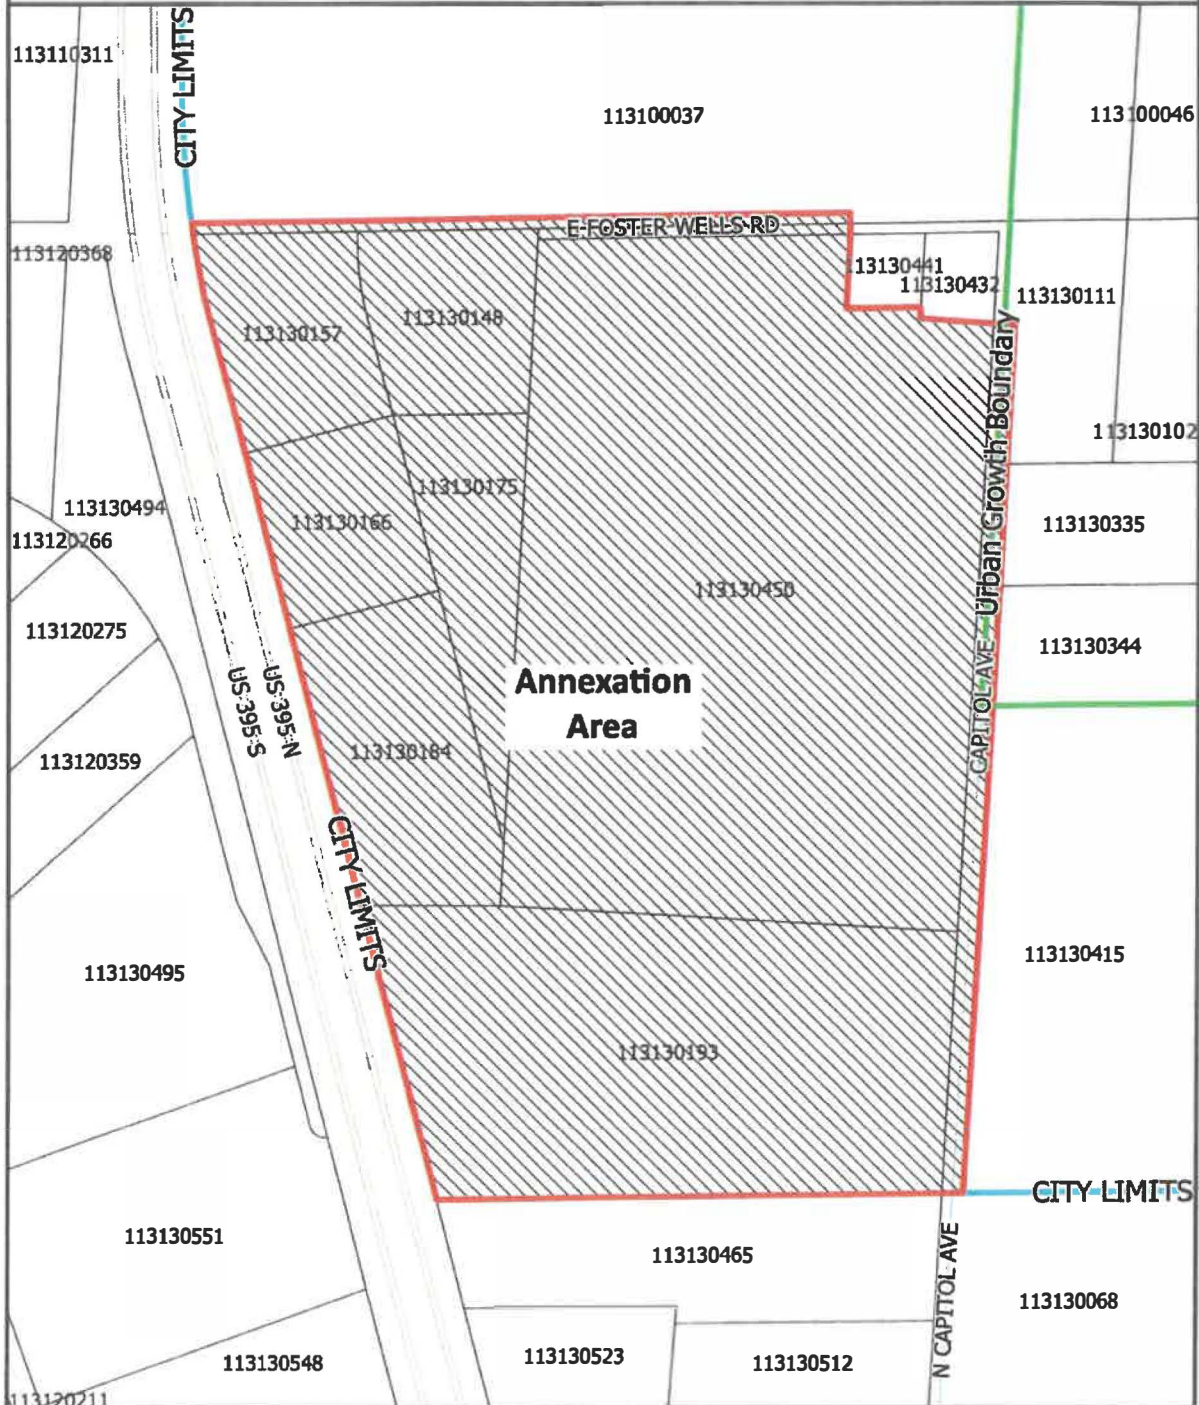 CITY LIMITS
113110311
113100037
113100046
E FOSTER WELLS RD
113120368
13130441
113130432
113130111
113130157
113130148
Urban Growth Boundary
113130102
113130175
113130494
113130166
113130335
113120266
113130450
113120275
113130344
Annexation
Area
CAPITOL AVE
US-395 S
US-395 N
113130184
113120359
CITY LIMITS
113130495
113130415
113130193
CITY LIMITS
113130551
113130465
N CAPITOL AVE
113130068
113130548
113130523
113130512
113120211